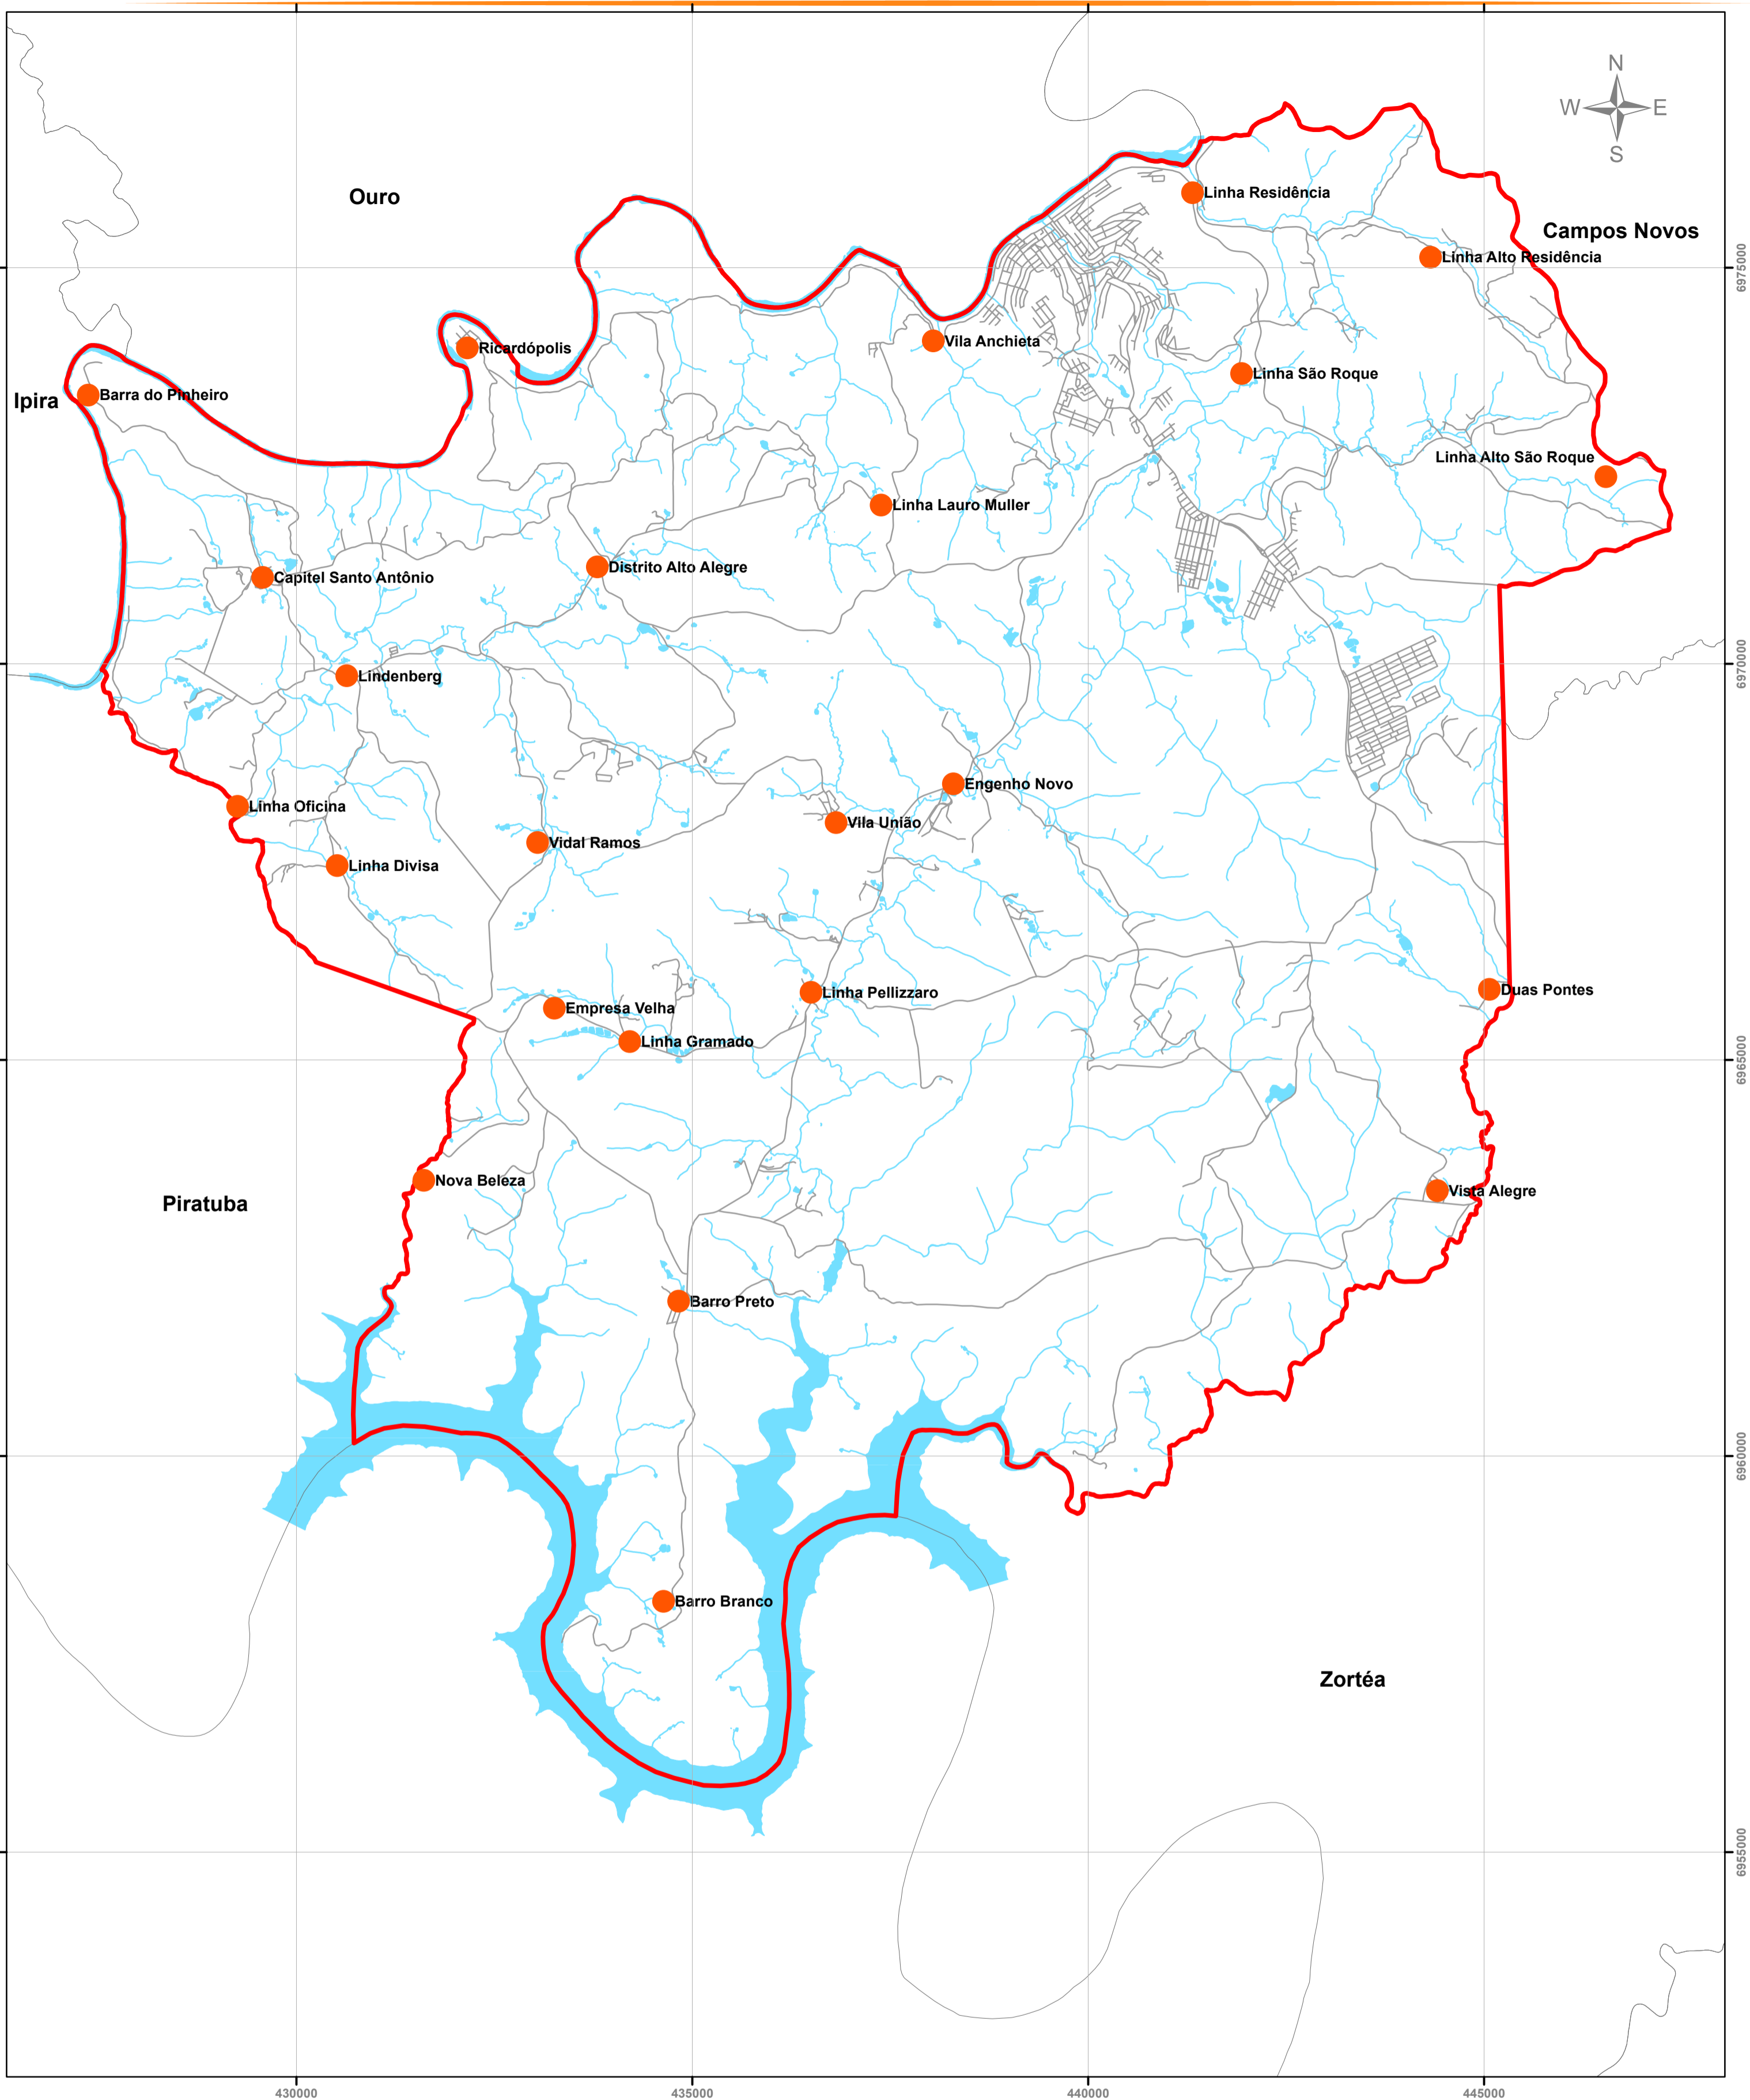 N
W E
S
Linha Residência
Ouro
Campos Novos
Linha Alto Residência
6975000
Vila Anchieta
Ricardópolis
Linha São Roque
Barra do Pinheiro
Ipira
Linha Alto São Roque
Linha Lauro Muller
Distrito Alto Alegre
Capitel Santo Antônio
6970000
Lindenberg
Engenho Novo
Linha Oficina
Vila União
Vidal Ramos
Linha Divisa
Duas Pontes
Linha Pellizzaro
Empresa Velha
Linha Gramado
6965000
Nova Beleza
Vista Alegre
Piratuba
Barro Preto
6960000
Barro Branco
Zortéa
6955000
430000 435000 440000 445000